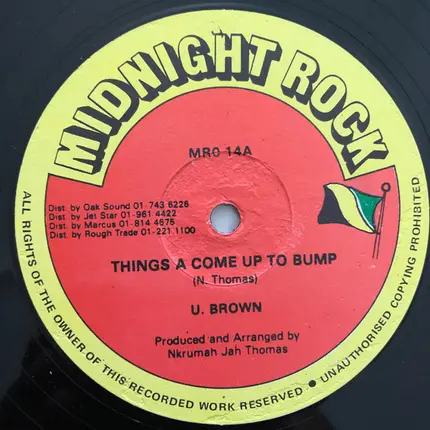 MIDNIGHT ROCK
MRO 14A
Dist. by Oak Sound 01-743 6226
Dist. by Jet Star 01-961 4422
Dist. by Marcus 01-814 4675
Dist. by Rough Trade 01-221 1100
THINGS A COME UP TO BUMP
(N. Thomas)
U. BROWN
Produced and Arranged by
Nkrumah Jah Thomas
ALL RIGHTS OF THE OWNER OF THIS RECORDED WORK RESERVED ● UNAUTHORISED COPYING PROHIBITED